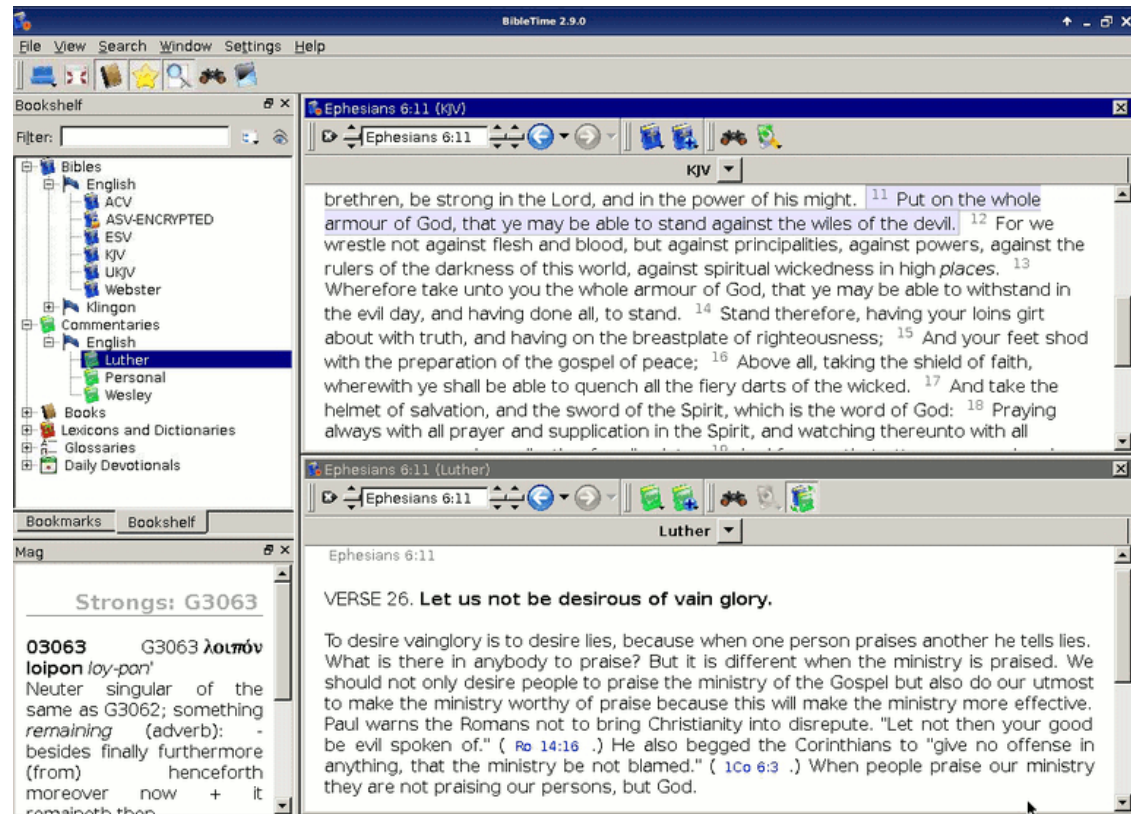 BibleTime 2.9.0
File View Search Window Settings Help
Bookshelf
Filter:
Bibles
English
ACV
ASV-ENCRYPTED
ESV
KJV
UKJV
Webster
Klingon
Commentaries
English
Luther
Personal
Wesley
Books
Lexicons and Dictionaries
Glossaries
Daily Devotionals
Bookmarks Bookshelf
Mag
Strongs: G3063
03063 G3063 λοιπόν
loipon loy-pon'
Neuter singular of the
same as G3062; something
remaining (adverb): -
besides finally furthermore
(from) henceforth
moreover now + it
remaineth then
Ephesians 6:11 (KJV)
Ephesians 6:11
KJV
brethren, be strong in the Lord, and in the power of his might. 11 Put on the whole
armour of God, that ye may be able to stand against the wiles of the devil. 12 For we
wrestle not against flesh and blood, but against principalities, against powers, against the
rulers of the darkness of this world, against spiritual wickedness in high places. 13
Wherefore take unto you the whole armour of God, that ye may be able to withstand in
the evil day, and having done all, to stand. 14 Stand therefore, having your loins girt
about with truth, and having on the breastplate of righteousness; 15 And your feet shod
with the preparation of the gospel of peace; 16 Above all, taking the shield of faith,
wherewith ye shall be able to quench all the fiery darts of the wicked. 17 And take the
helmet of salvation, and the sword of the Spirit, which is the word of God: 18 Praying
always with all prayer and supplication in the Spirit, and watching thereunto with all
Ephesians 6:11 (Luther)
Ephesians 6:11
Luther
Ephesians 6:11
VERSE 26. Let us not be desirous of vain glory.
To desire vainglory is to desire lies, because when one person praises another he tells lies.
What is there in anybody to praise? But it is different when the ministry is praised. We
should not only desire people to praise the ministry of the Gospel but also do our utmost
to make the ministry worthy of praise because this will make the ministry more effective.
Paul warns the Romans not to bring Christianity into disrepute. "Let not then your good
be evil spoken of." ( Ro 14:16 .) He also begged the Corinthians to "give no offense in
anything, that the ministry be not blamed." ( 1Co 6:3 .) When people praise our ministry
they are not praising our persons, but God.